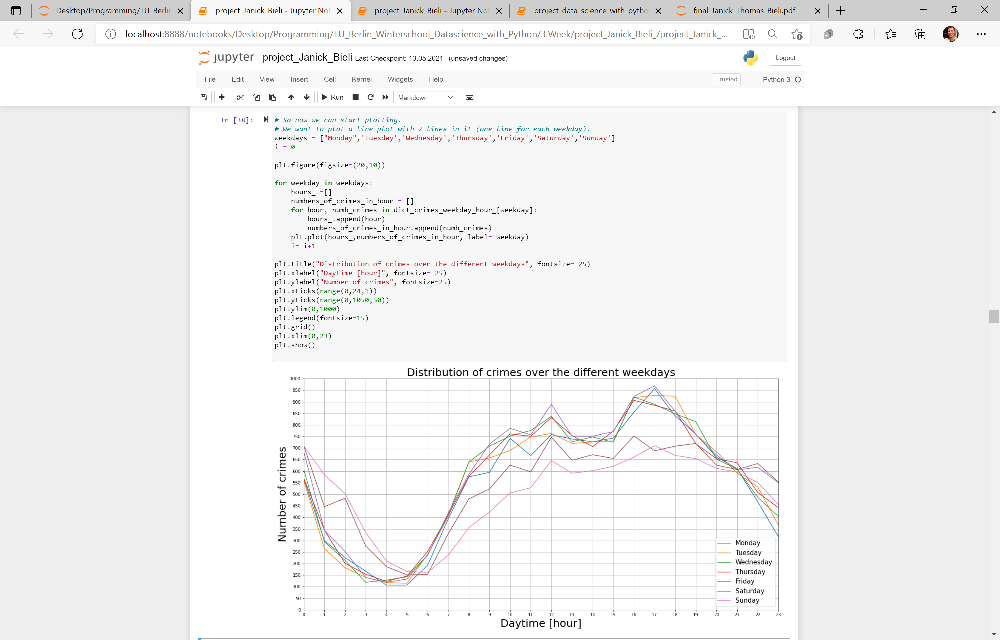 Desktop/Programming/TU_Berlin
project_Janick_Bieli - Jupyter Not
project_Janick_Bieli - Jupyter Not
project_data_science_with_pytho
final_Janick_Thomas_Bieli.pdf
localhost:8888/notebooks/Desktop/Programming/TU_Berlin_Winterschool_Datascience_with_Python/3.Week/project_Janick_Bieli_/project_Janick_...
jupyter project_Janick_Bieli Last Checkpoint: 13.05.2021 (unsaved changes)
Logout
File Edit View Insert Cell Kernel Widgets Help Trusted Python 3
Run Markdown
In [38]:
# So now we can start plotting.
# We want to plot a line plot with 7 lines in it (one line for each weekday).
weekdays = ["Monday",'Tuesday','Wednesday','Thursday','Friday','Saturday','Sunday']
i = 0
plt.figure(figsize=(20,10))
for weekday in weekdays:
    hours_ =[]
    numbers_of_crimes_in_hour = []
    for hour, numb_crimes in dict_crimes_weekday_hour_[weekday]:
        hours_.append(hour)
        numbers_of_crimes_in_hour.append(numb_crimes)
    plt.plot(hours_,numbers_of_crimes_in_hour, label= weekday)
    i= i+1
plt.title("Distribution of crimes over the different weekdays", fontsize= 25)
plt.xlabel("Daytime [hour]", fontsize= 25)
plt.ylabel("Number of crimes", fontsize=25)
plt.xticks(range(0,24,1))
plt.yticks(range(0,1050,50))
plt.ylim(0,1000)
plt.legend(fontsize=15)
plt.grid()
plt.xlim(0,23)
plt.show()
Distribution of crimes over the different weekdays
Number of crimes
1000
950
900
850
800
750
700
650
600
550
500
450
400
350
300
250
200
150
100
50
0
Monday
Tuesday
Wednesday
Thursday
Friday
Saturday
Sunday
0 1 2 3 4 5 6 7 8 9 10 11 12 13 14 15 16 17 18 19 20 21 22 23
Daytime [hour]